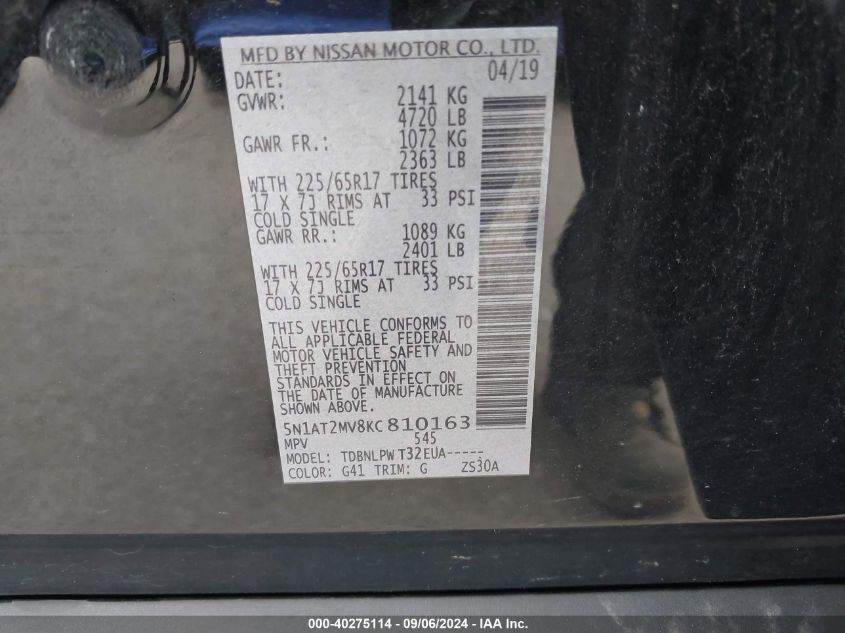 MFD BY NISSAN MOTOR CO., LTD.
DATE: 04/19
GVWR: 2141 KG
4720 LB
GAWR FR.: 1072 KG
2363 LB
WITH 225/65R17 TIRES
17 X 7J RIMS AT 33 PSI
COLD SINGLE
GAWR RR.: 1089 KG
2401 LB
WITH 225/65R17 TIRES
17 X 7J RIMS AT 33 PSI
COLD SINGLE
THIS VEHICLE CONFORMS TO
ALL APPLICABLE FEDERAL
MOTOR VEHICLE SAFETY AND
THEFT PREVENTION
STANDARDS IN EFFECT ON
THE DATE OF MANUFACTURE
SHOWN ABOVE.
5N1AT2MV8KC810163
MPV 545
MODEL: TDBNLPW T32EUA-----
COLOR: G41 TRIM: G ZS30A
000-40275114 - 09/06/2024 - IAA Inc.